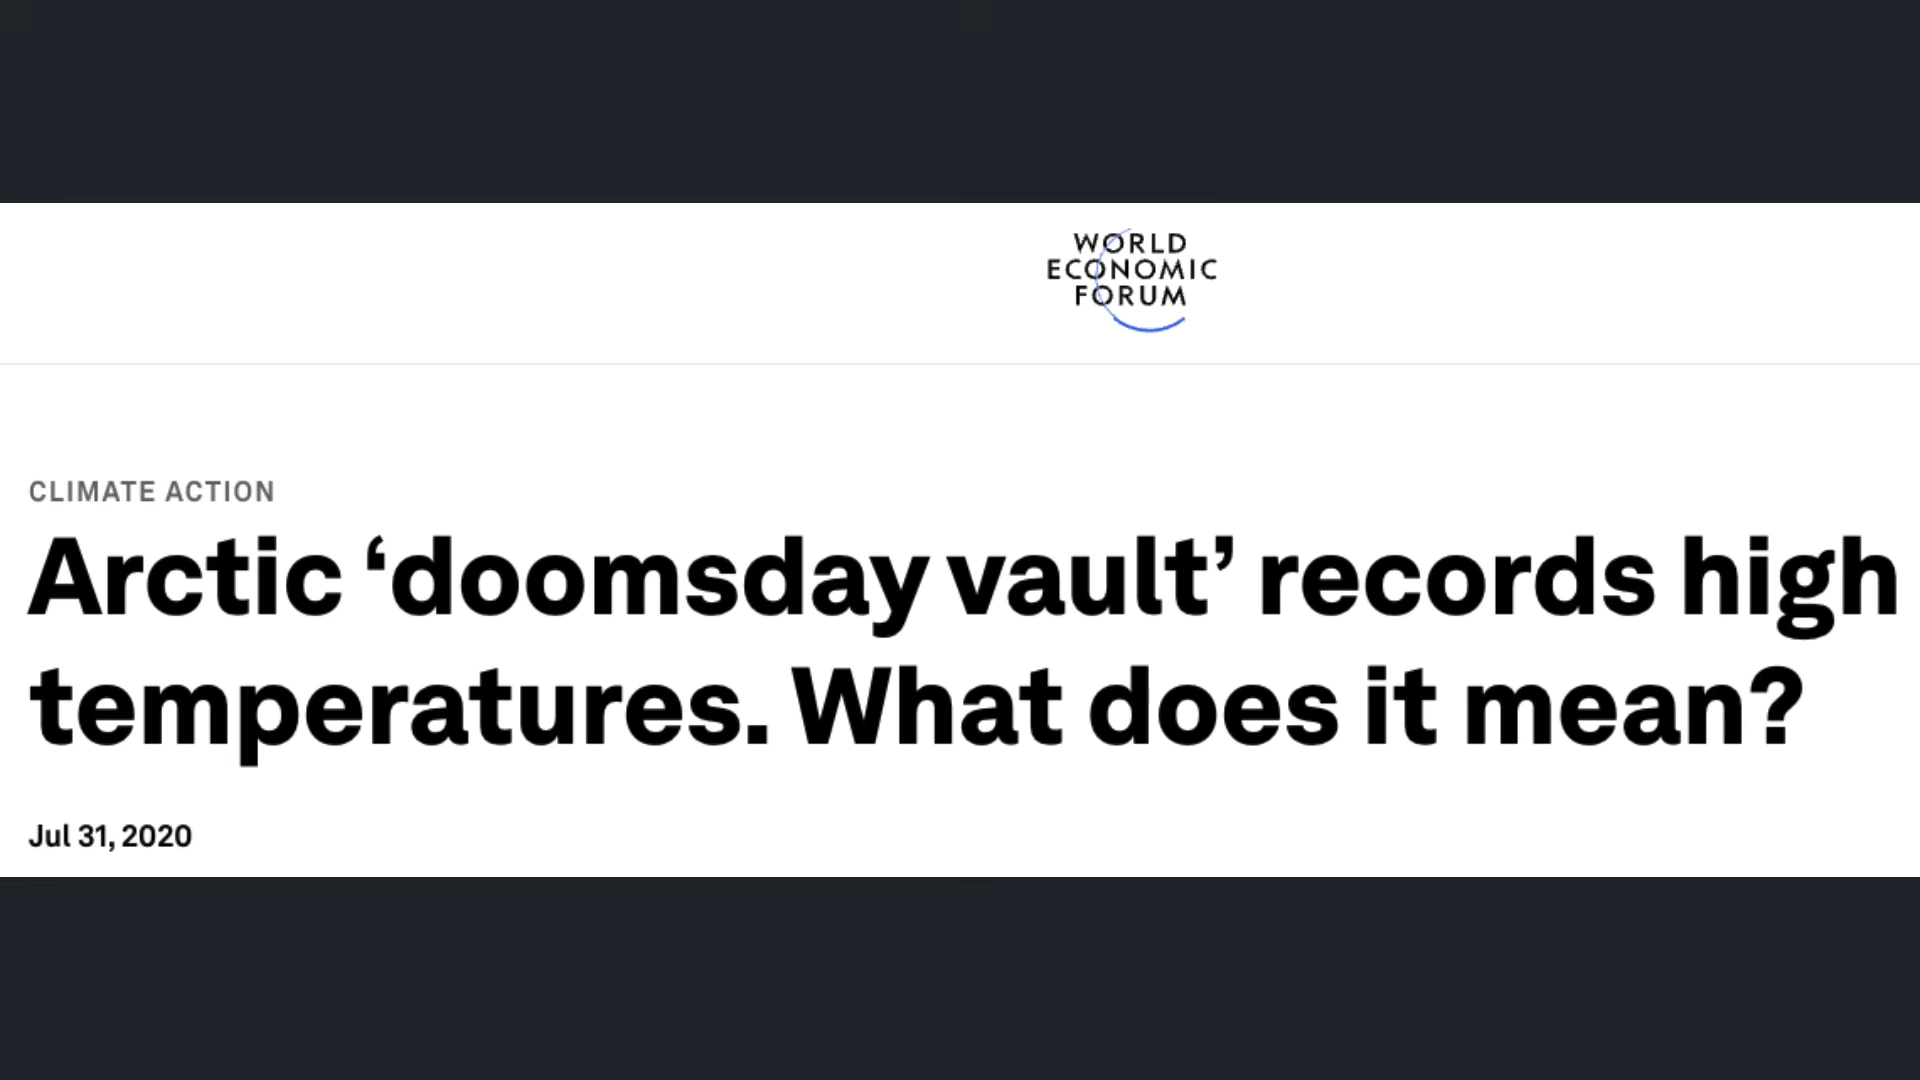 WORLD
ECONOMIC
FORUM
CLIMATE ACTION
Arctic ‘doomsday vault’ records high
temperatures. What does it mean?
Jul 31, 2020